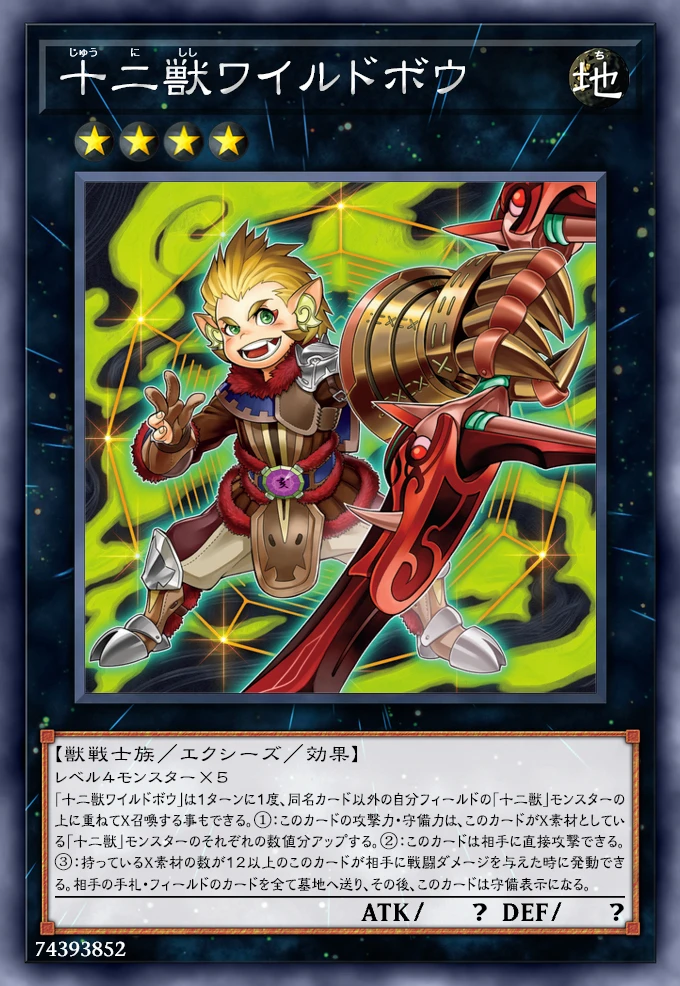 じゅう に しし
十二獣ワイルドボウ
ち
地
亥
【獣戦士族／エクシーズ／効果】
レベル４モンスター×５
「十二獣ワイルドボウ」は1ターンに1度、同名カード以外の自分フィールドの「十二獣」モンスターの
上に重ねてX召喚する事もできる。①：このカードの攻撃力・守備力は、このカードがX素材としてい
る「十二獣」モンスターのそれぞれの数値分アップする。②：このカードは相手に直接攻撃できる。
③：持っているX素材の数が12以上のこのカードが相手に戦闘ダメージを与えた時に発動でき
る。相手の手札・フィールドのカードを全て墓地へ送り、その後、このカードは守備表示になる。
ATK/ ? DEF/ ?
74393852